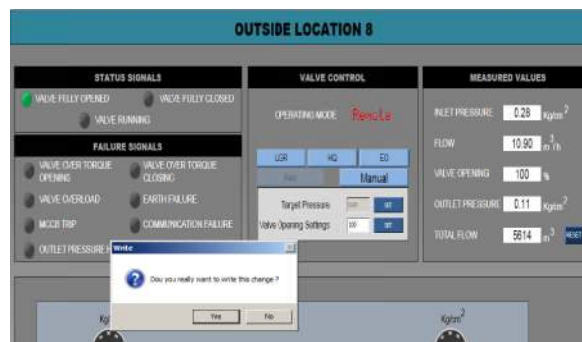 OUTSIDE LOCATION 8
STATUS SIGNALS
VALVE FULLY OPENED
VALVE FULLY CLOSED
VALVE RUNNING
FAILURE SIGNALS
VALVE OVER TORQUE
OPENING
VALVE OVER TORQUE
CLOSING
VALVE OVERLOAD
EARTH FAILURE
MCCB TRIP
COMMUNICATION FAILURE
OUTLET PRESSURE
VALVE CONTROL
OPERATING MODE Remote
LGR HQ EO
Manual
Target Pressure SET
Valve Opening Settings 100 SET
MEASURED VALUES
INLET PRESSURE 0.28 Kg/cm2
FLOW 10.90 m3/h
VALVE OPENING 100 %
OUTLET PRESSURE 0.11 Kg/cm2
TOTAL FLOW 5614 m3 RESET
Write
Dou you really want to write this change ?
Yes No
Kg/cm2